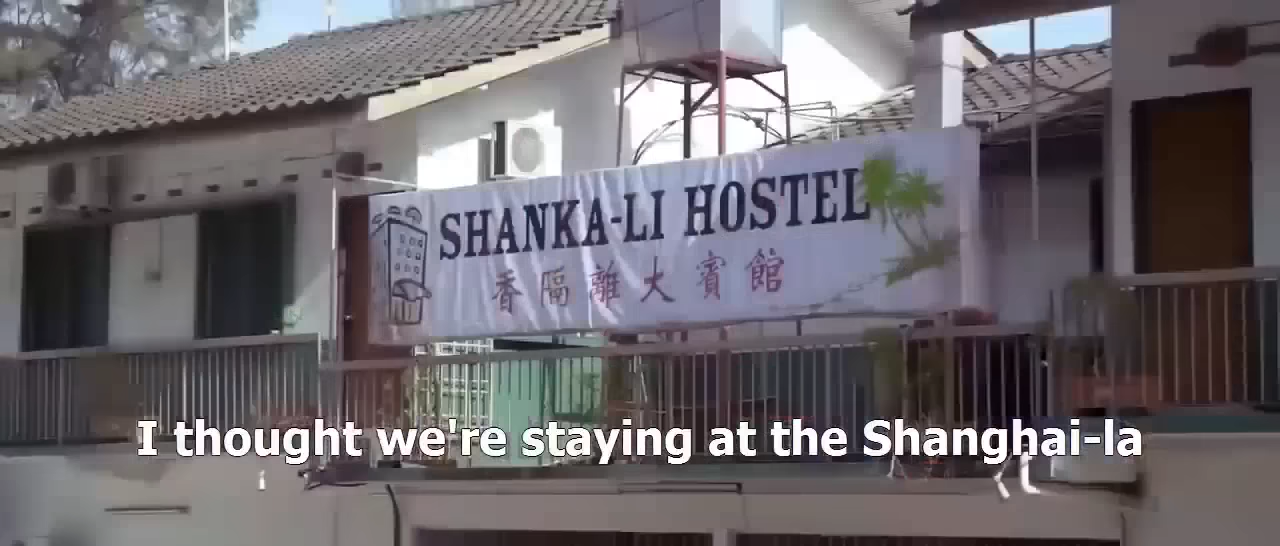 SHANKA-LI HOSTEL
香隔離大賓館
I thought we're staying at the Shanghai-la